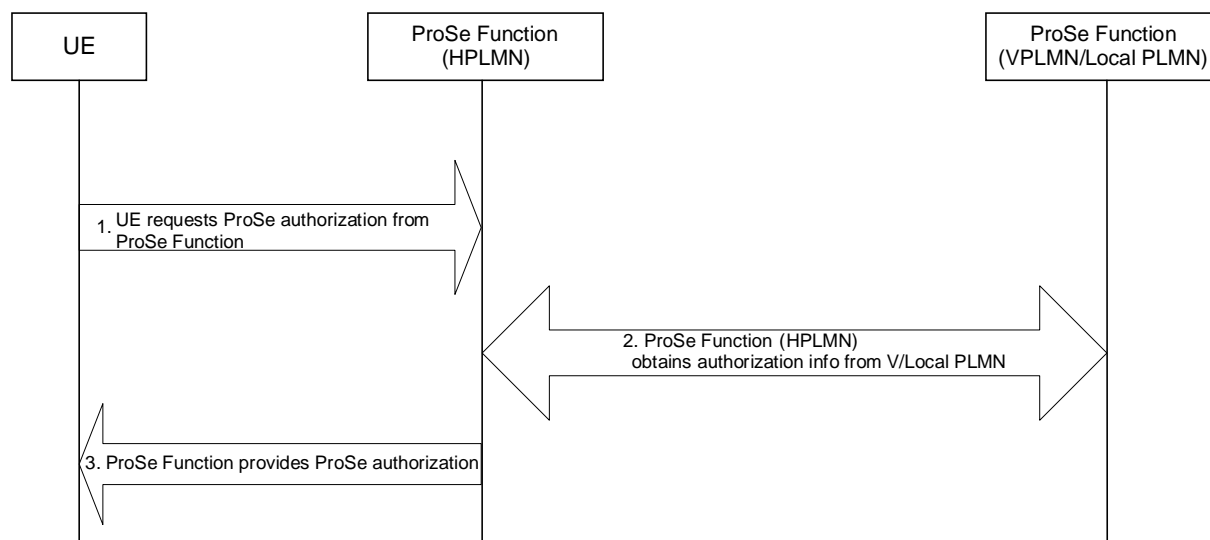 UE
ProSe Function
(HPLMN)
ProSe Function
(VPLMN/Local PLMN)
1. UE requests ProSe authorization from
ProSe Function
2. ProSe Function (HPLMN)
obtains authorization info from V/Local PLMN
3. ProSe Function provides ProSe authorization